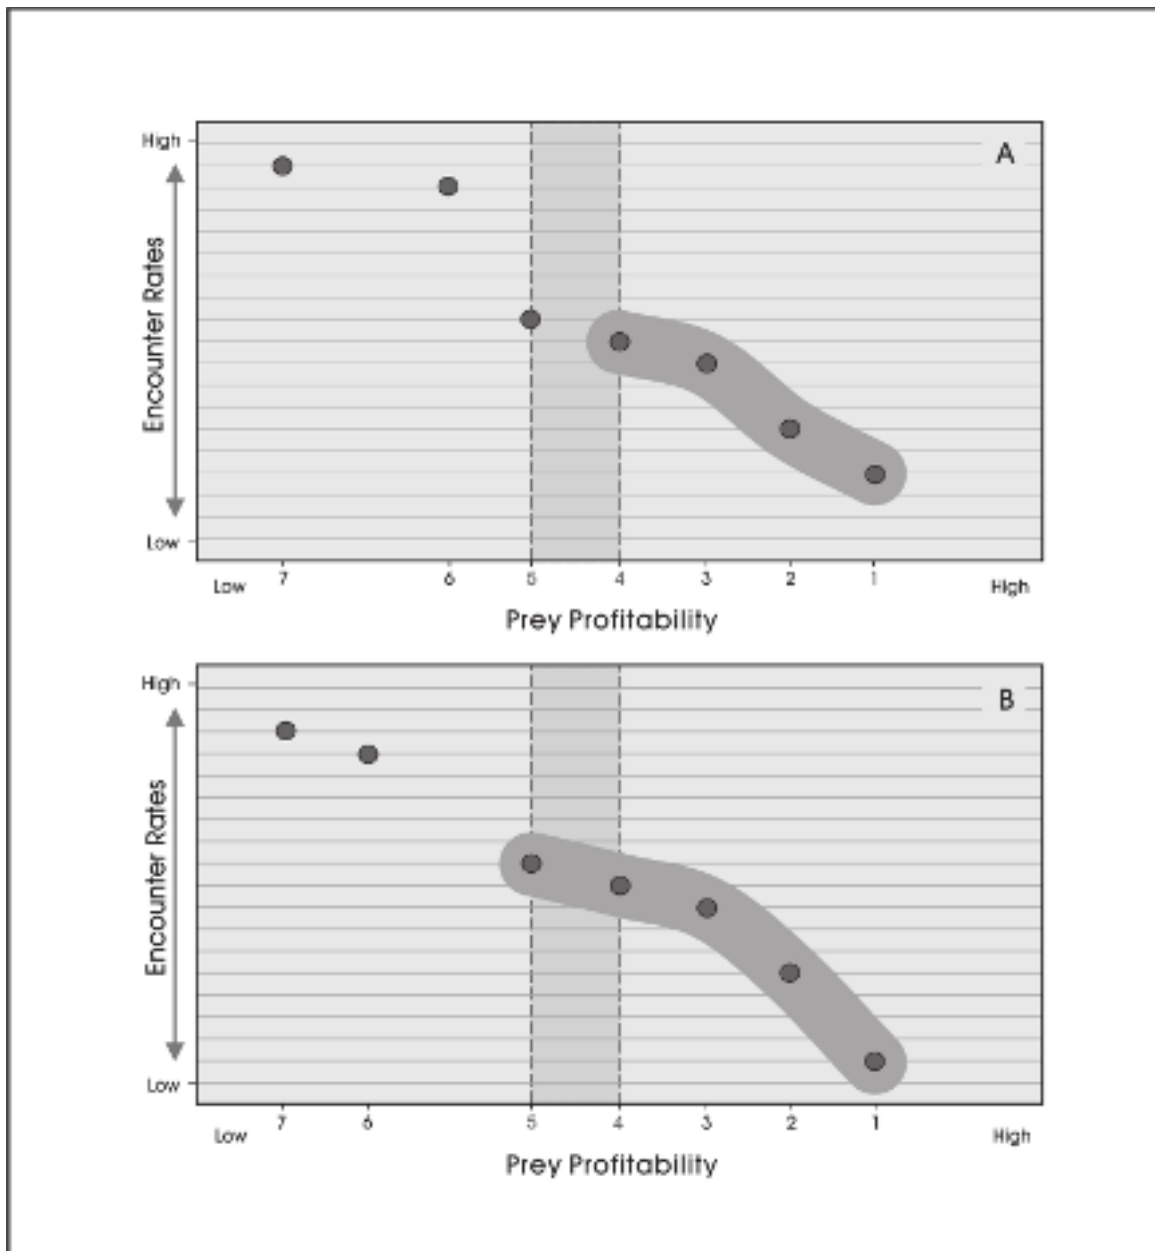 A
High
Encounter Rates
Low
Low 7 6 5 4 3 2 1 High
Prey Profitability
B
High
Encounter Rates
Low
Low 7 6 5 4 3 2 1 High
Prey Profitability